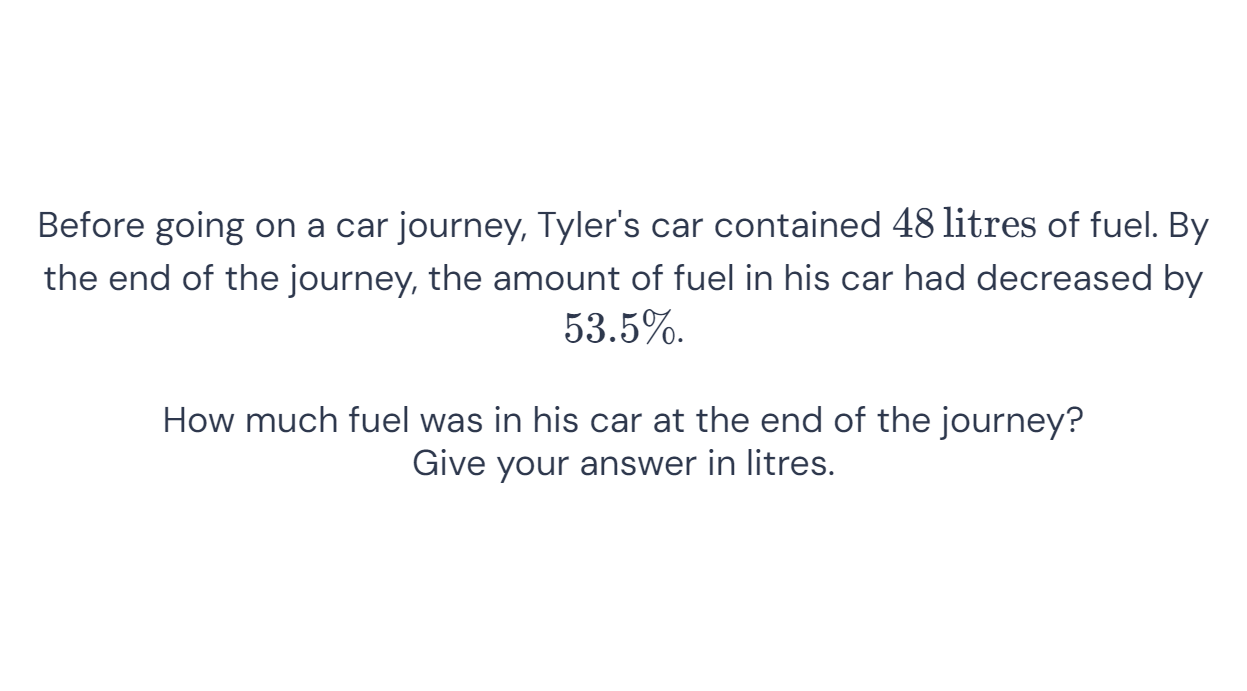 Before going on a car journey, Tyler's car contained 48 litres of fuel. By
the end of the journey, the amount of fuel in his car had decreased by
53.5%.
How much fuel was in his car at the end of the journey?
Give your answer in litres.